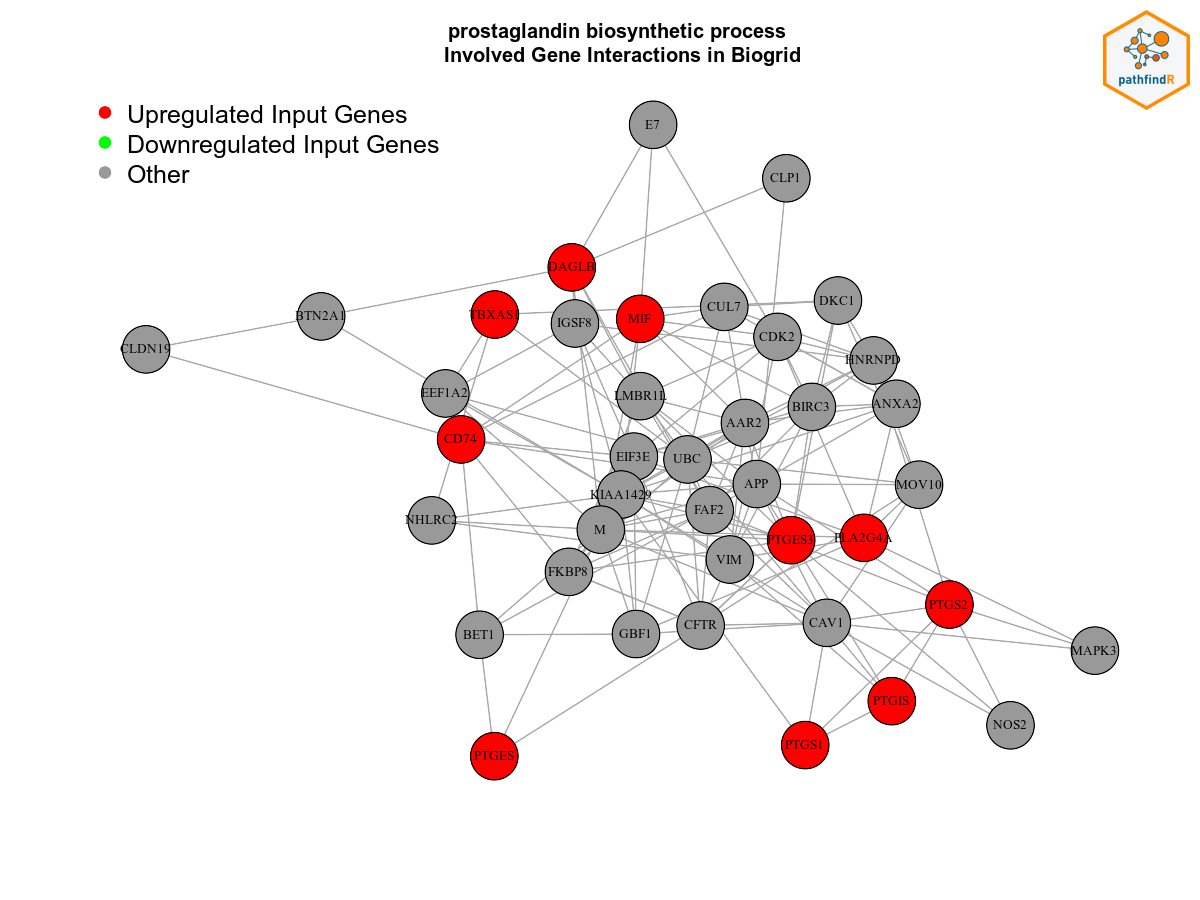 prostaglandin biosynthetic process
Involved Gene Interactions in Biogrid
pathfindR
Upregulated Input Genes
Downregulated Input Genes
Other
E7
CLP1
DAGLB
BTN2A1
TBXAS1
IGSF8
MIF
CUL7
DKC1
CDK2
CLDN19
HNRNPD
EEF1A2
LMBR1L
BIRC3
ANXA2
AAR2
CD74
EIF3E
UBC
KIAA1429
APP
MOV10
NHLRC2
M
FAF2
PTGES3
PLA2G4A
FKBP8
VIM
PTGS2
BET1
GBF1
CFTR
CAV1
MAPK3
PTGIS
NOS2
PTGES
PTGS1